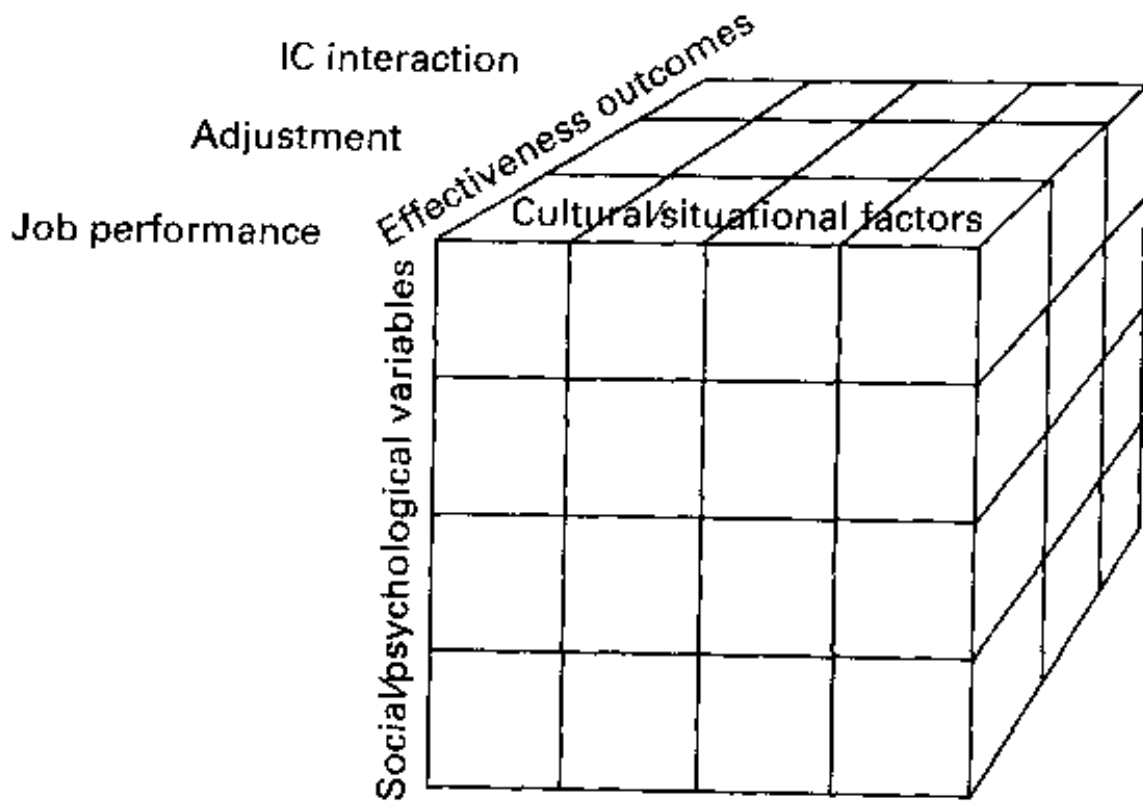 IC interaction
Adjustment
Job performance
Effectiveness outcomes
Cultural/situational factors
Social/psychological variables